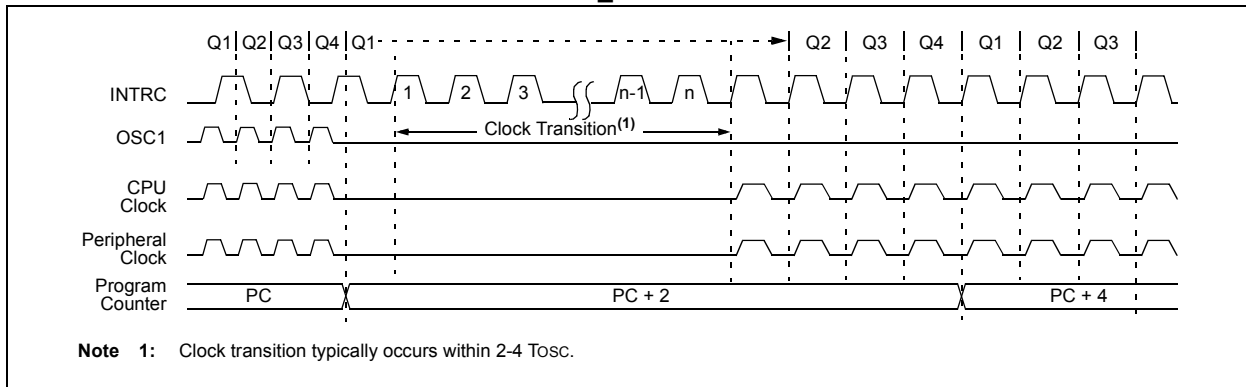 Q1 Q2 Q3 Q4 Q1 Q2 Q3 Q4 Q1 Q2 Q3
INTRC
1 2 3 n-1 n
Clock Transition(1)
OSC1
CPU
Clock
Peripheral
Clock
Program
Counter
PC PC + 2 PC + 4
Note 1: Clock transition typically occurs within 2-4 TOSC.